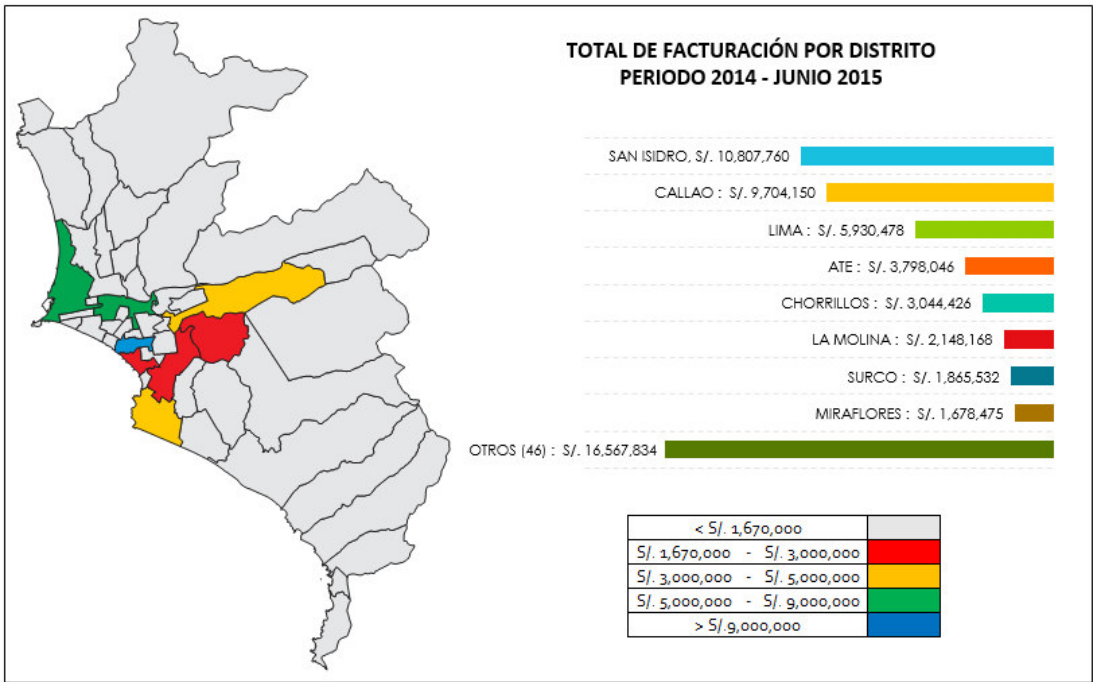 TOTAL DE FACTURACIÓN POR DISTRITO
PERIODO 2014 - JUNIO 2015
SAN ISIDRO, S/. 10,807,760
CALLAO : S/. 9,704,150
LIMA : S/. 5,930,478
ATE : S/. 3,798,046
CHORRILLOS : S/. 3,044,426
LA MOLINA : S/. 2,148,168
SURCO : S/. 1,865,532
MIRAFLORES : S/. 1,678,475
OTROS (46) : S/. 16,567,834
< S/. 1,670,000
S/. 1,670,000 - S/. 3,000,000
S/. 3,000,000 - S/. 5,000,000
S/. 5,000,000 - S/. 9,000,000
> S/.9,000,000